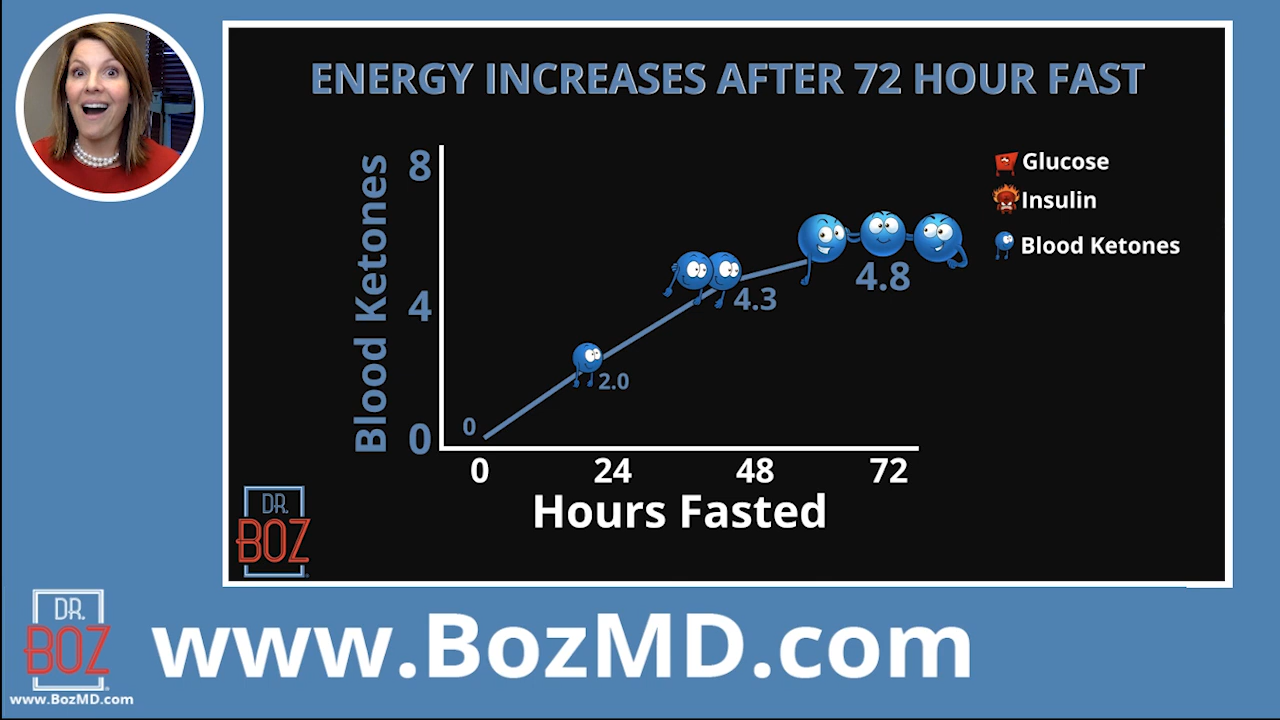 ENERGY INCREASES AFTER 72 HOUR FAST
Glucose
Insulin
Blood Ketones
Blood Ketones
8
4
0
0
2.0
4.3
4.8
0 24 48 72
Hours Fasted
DR.
BOZ
DR.
BOZ
www.BozMD.com
www.BozMD.com